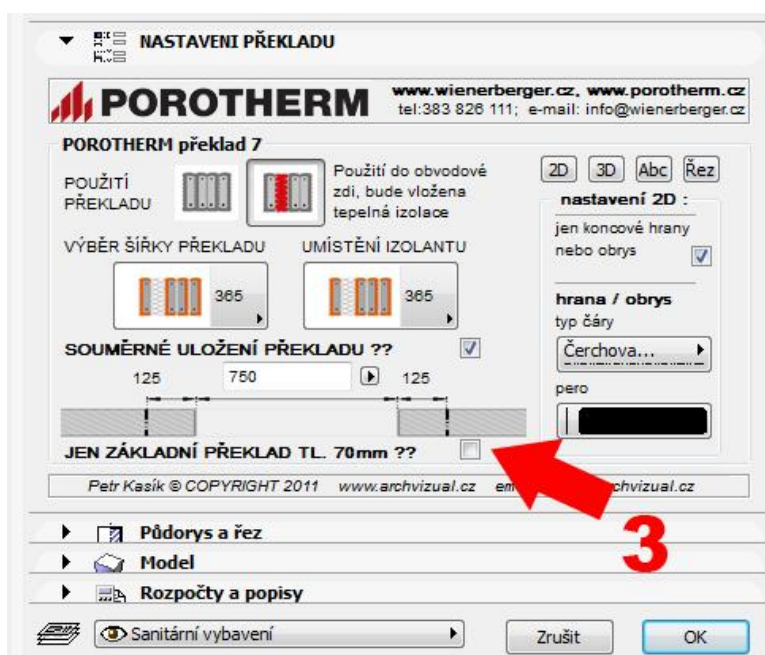 NASTAVENI PŘEKLADU
POROTHERM
www.wienerberger.cz, www.porotherm.cz
tel:383 826 111; e-mail: info@wienerberger.cz
POROTHERM překlad 7
POUŽITÍ
PŘEKLADU
Použití do obvodové
zdi, bude vložena
tepelná izolace
2D 3D Abc Řez
nastavení 2D :
jen koncové hrany
nebo obrys
VÝBĚR ŠÍŘKY PŘEKLADU
UMÍSTĚNÍ IZOLANTU
365
365
hrana / obrys
typ čáry
Čerchova...
pero
SOUMĚRNÉ ULOŽENÍ PŘEKLADU ??
125 750 125
JEN ZÁKLADNÍ PŘEKLAD TL. 70mm ??
Petr Kasík © COPYRIGHT 2011 www.archvizual.cz em chvizual.cz
3
Půdorys a řez
Model
Rozpočty a popisy
Sanitární vybavení
Zrušit
OK